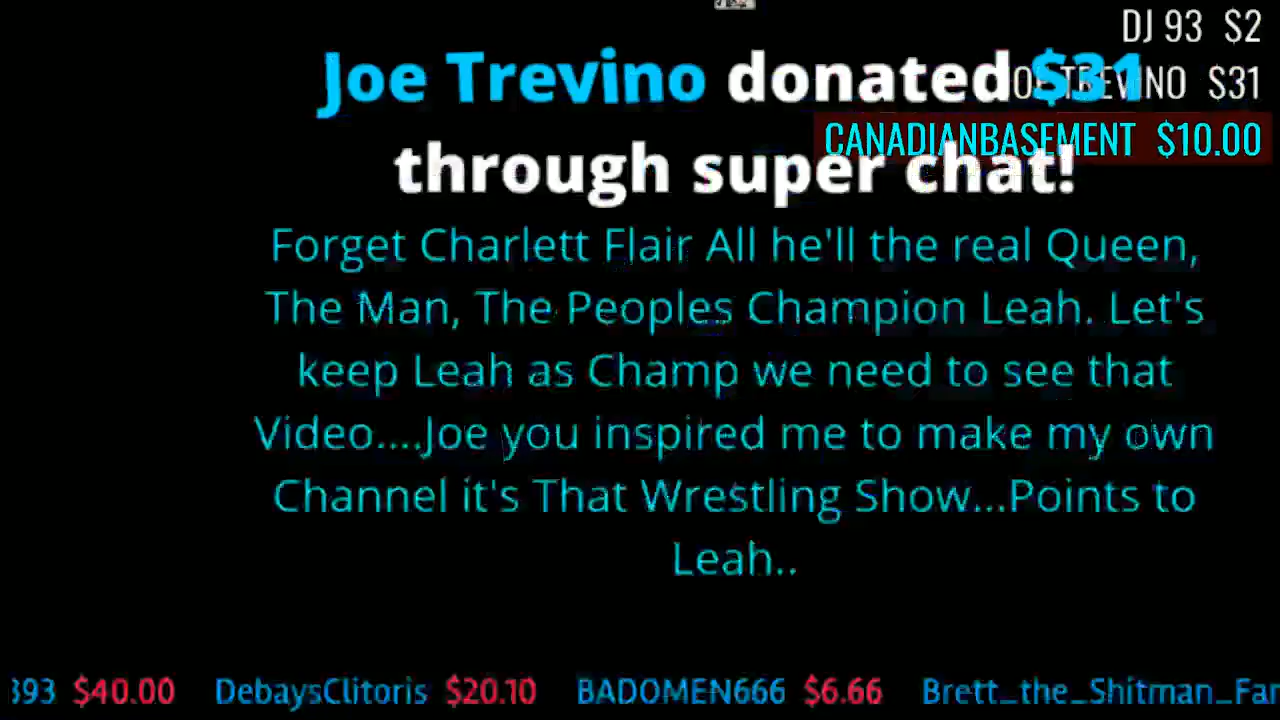 DJ 93 $2
Joe Trevino donated $31
TREVINO $31
CANADIANBASEMENT $10.00
through super chat!
Forget Charlett Flair All he'll the real Queen,
The Man, The Peoples Champion Leah. Let's
keep Leah as Champ we need to see that
Video....Joe you inspired me to make my own
Channel it's That Wrestling Show...Points to
Leah..
393 $40.00 DebaysClitoris $20.10 BADOMEN666 $6.66 Brett_the_Shitman_Far